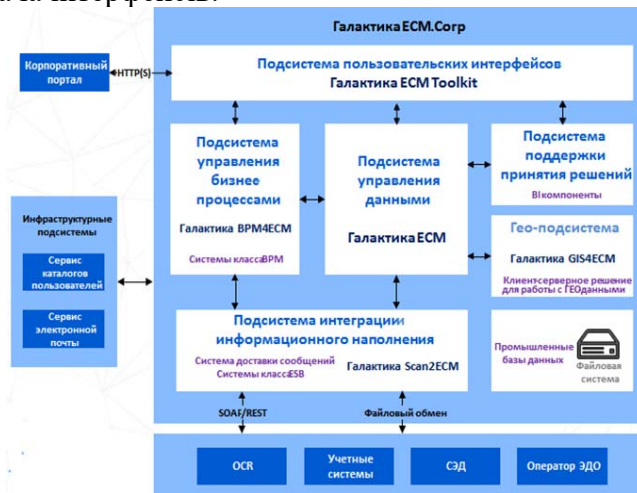 Галактика ECM.Corp
Корпоративный
портал
HTTP(S)
Подсистема пользовательских интерфейсов
Галактика ECM Toolkit
Подсистема
управления
бизнес
процессами
Галактика BPM4ECM
Системы класса BPM
Подсистема
управления
данными
Галактика ECM
Подсистема
поддержки
принятия решений
BI компоненты
Гео-подсистема
Галактика GIS4ECM
Клиент-серверное решение
для работы с ГЕОданными
Инфраструктурные
подсистемы
Сервис
каталогов
пользователей
Сервис
электронной
почты
Подсистема интеграции
информационного наполнения
Система доставки сообщений
Системы класса ESB
Галактика Scan2ECM
Промышленные
базы данных
Файловая
система
SOAP/REST
Файловый обмен
OCR
Учетные
системы
СЭД
Оператор ЭДО